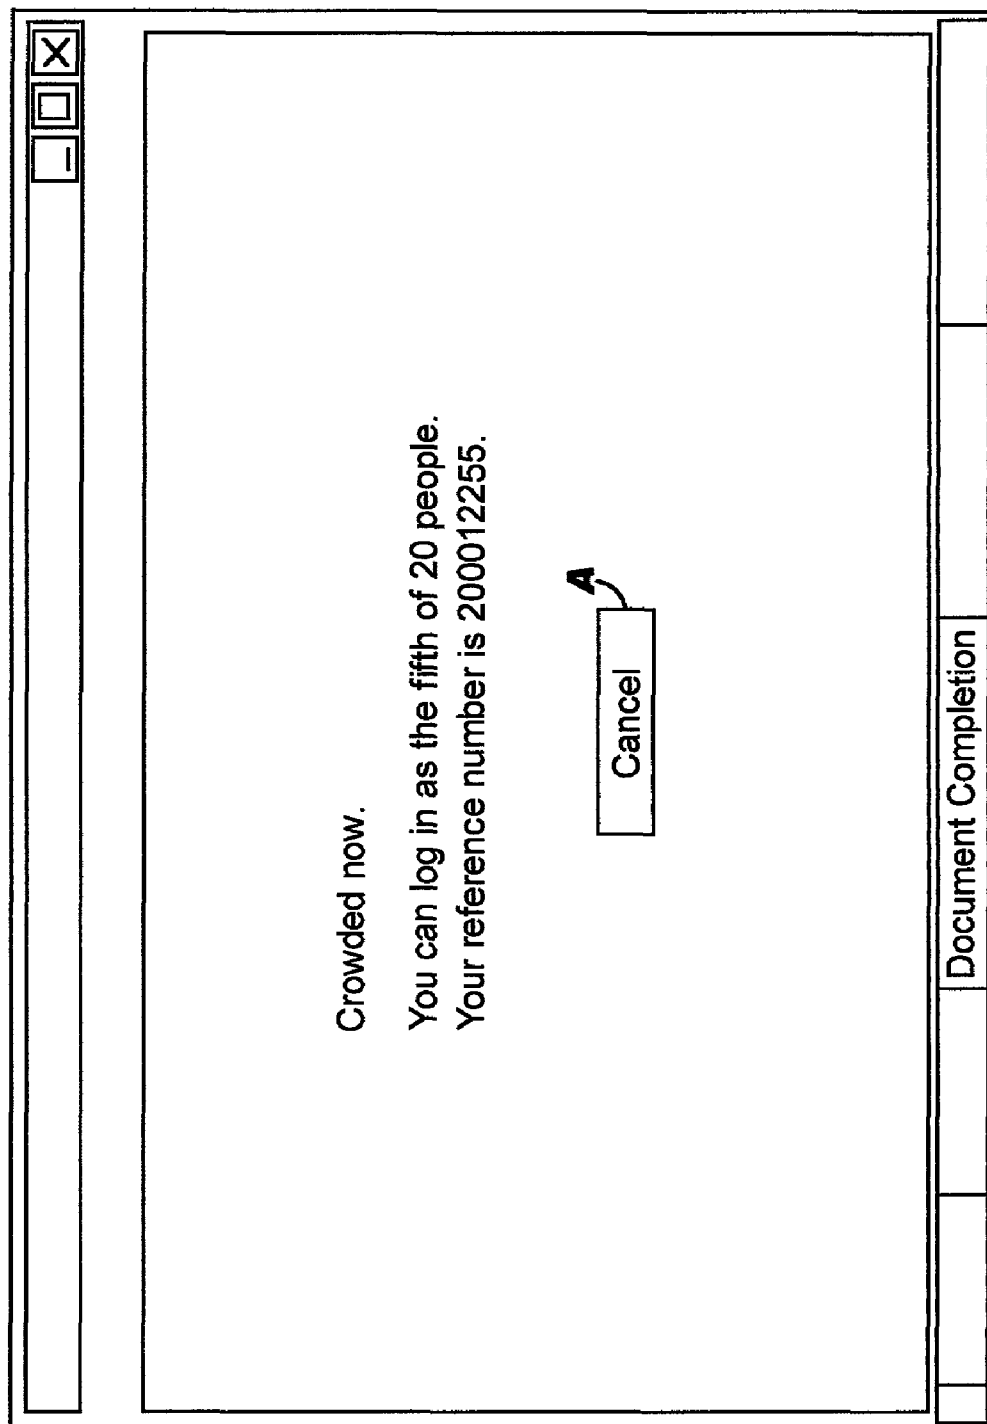 Crowded now.
You can log in as the fifth of 20 people.
Your reference number is 200012255.
A
Cancel
Document Completion